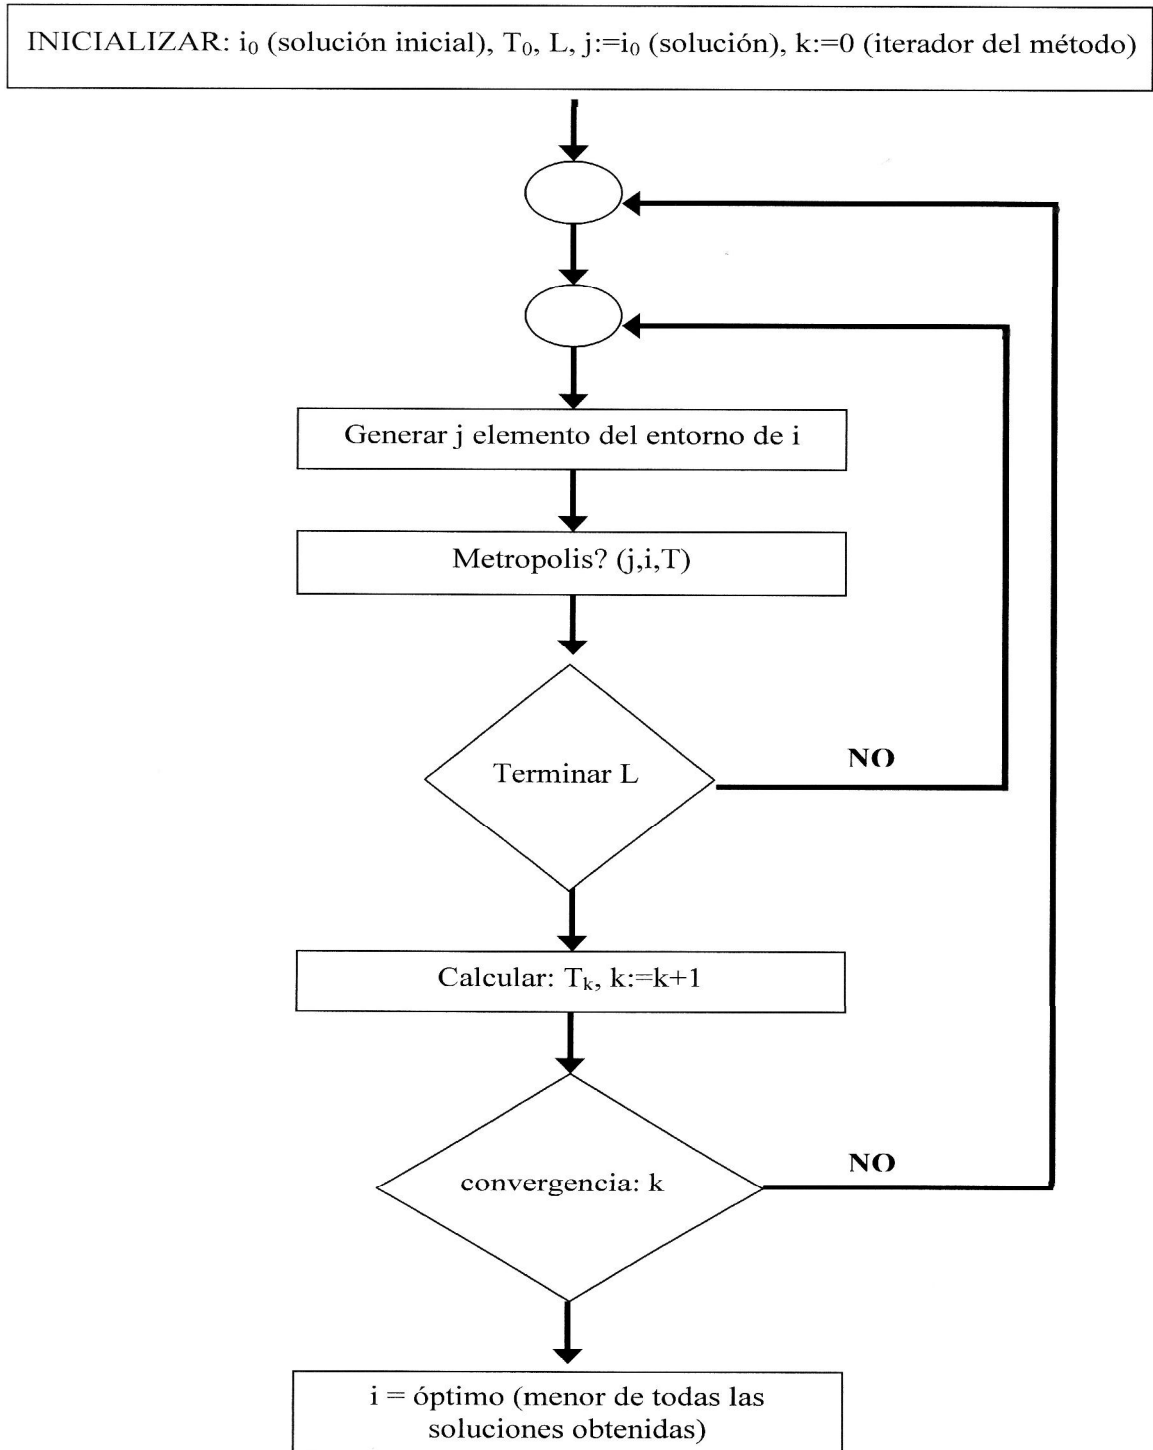 INICIALIZAR: i₀ (solución inicial), T₀, L, j:=i₀ (solución), k:=0 (iterador del método)
Generar j elemento del entorno de i
Metropolis? (j,i,T)
Terminar L
NO
Calcular: Tₖ, k:=k+1
convergencia: k
NO
i = óptimo (menor de todas las
soluciones obtenidas)